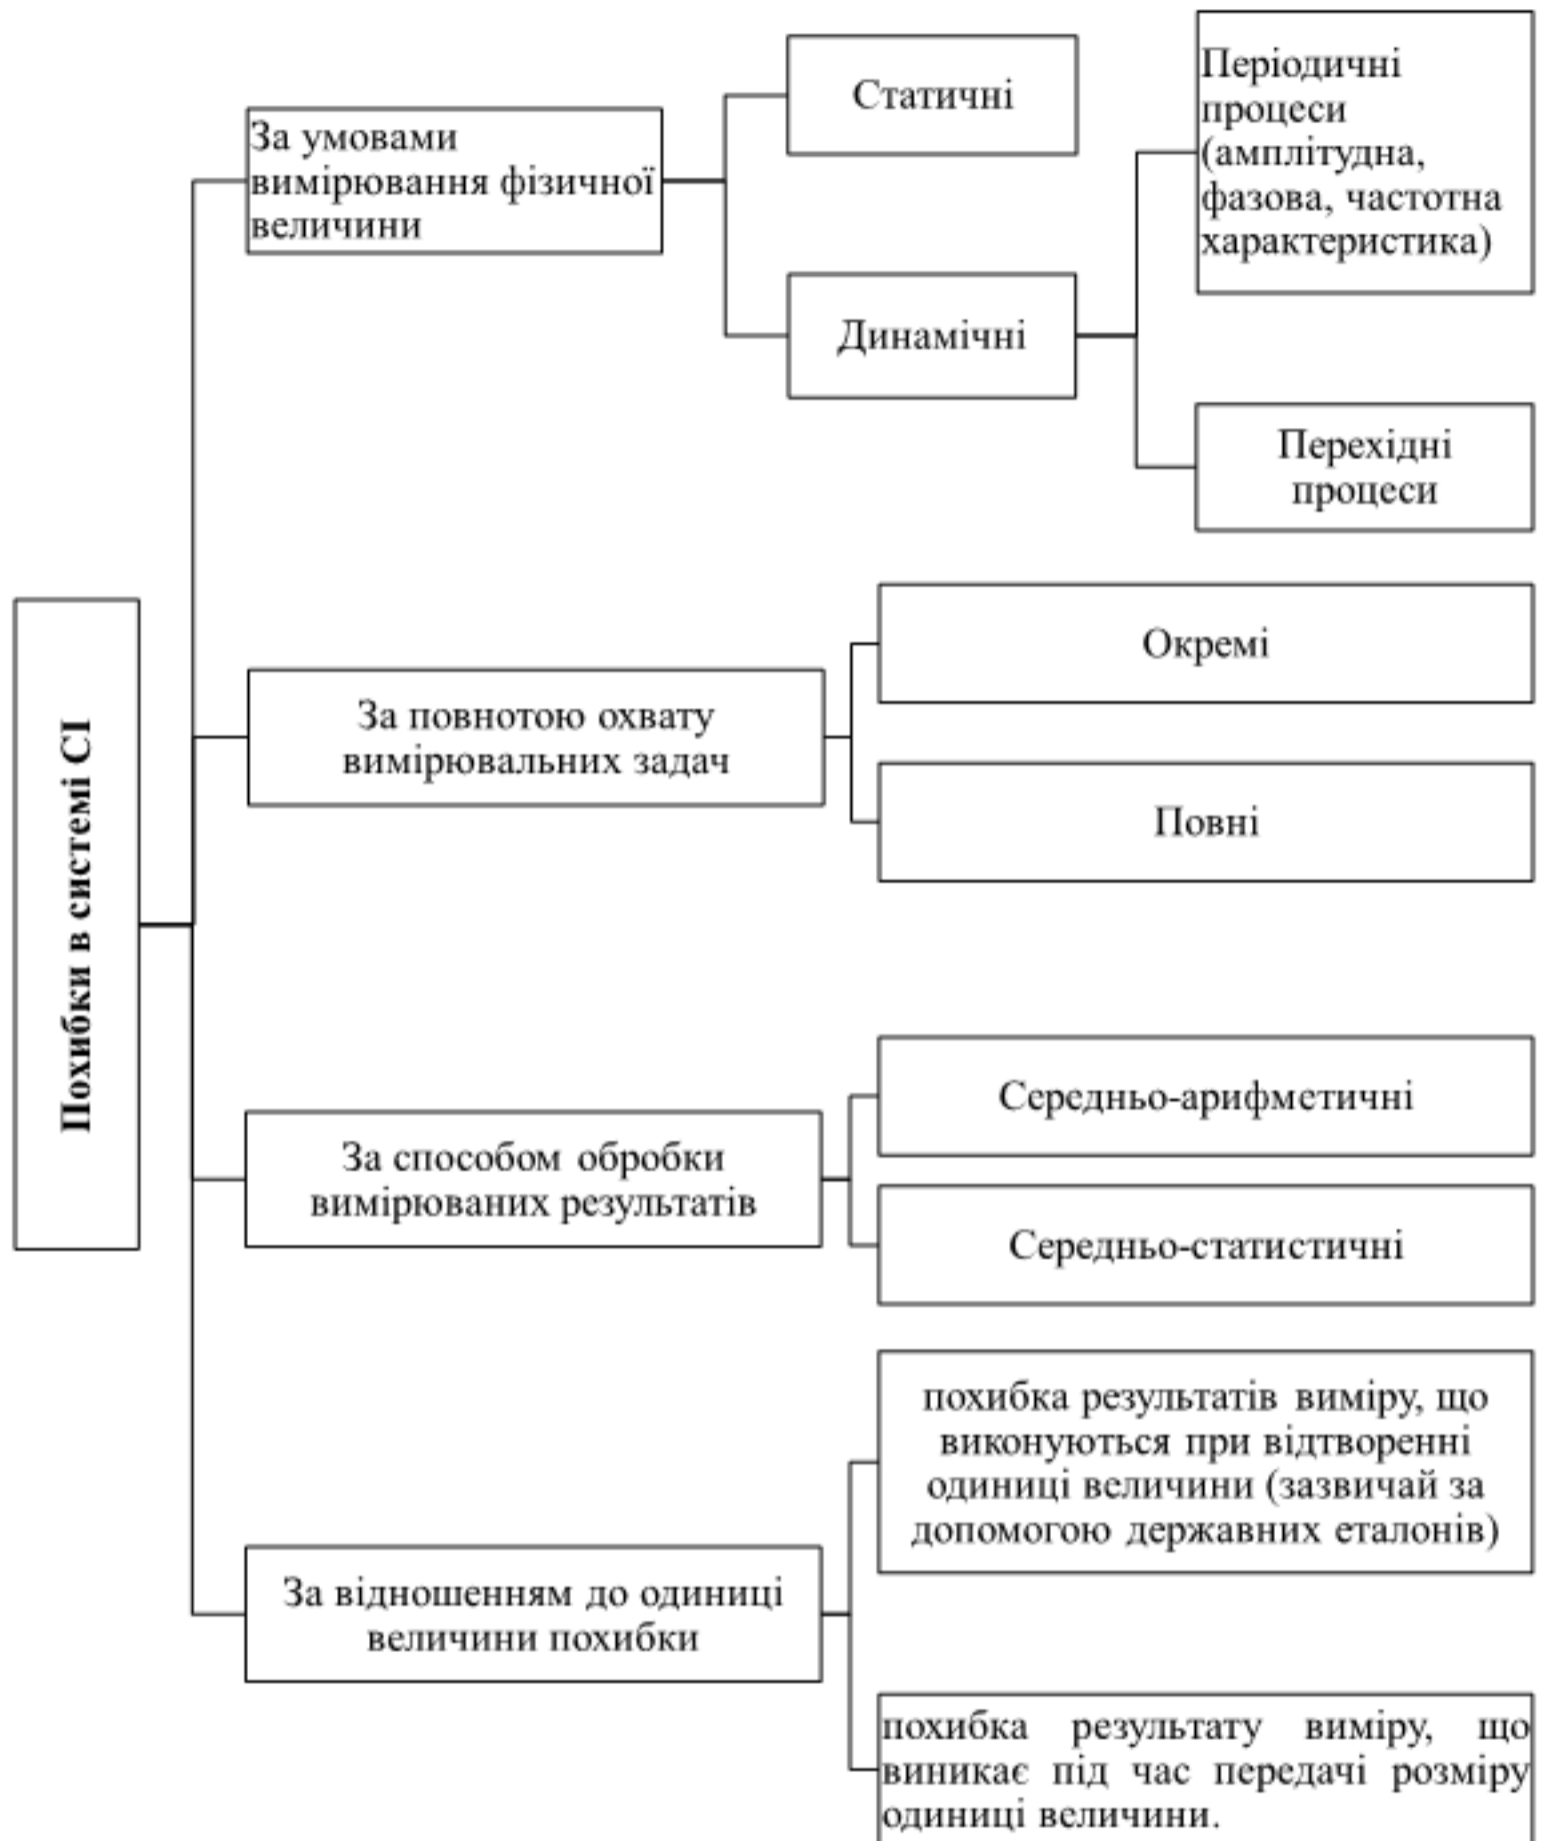 Похибки в системі СІ
За умовами
вимірювання фізичної
величини
Статичні
Динамічні
Періодичні
процеси
(амплітудна,
фазова, частотна
характеристика)
Перехідні
процеси
За повнотою охвату
вимірювальних задач
Окремі
Повні
За способом обробки
вимірюваних результатів
Середньо-арифметичні
Середньо-статистичні
За відношенням до одиниці
величини похибки
похибка результатів виміру, що
виконуються при відтворенні
одиниці величини (зазвичай за
допомогою державних еталонів)
похибка результату виміру, що
виникає під час передачі розміру
одиниці величини.